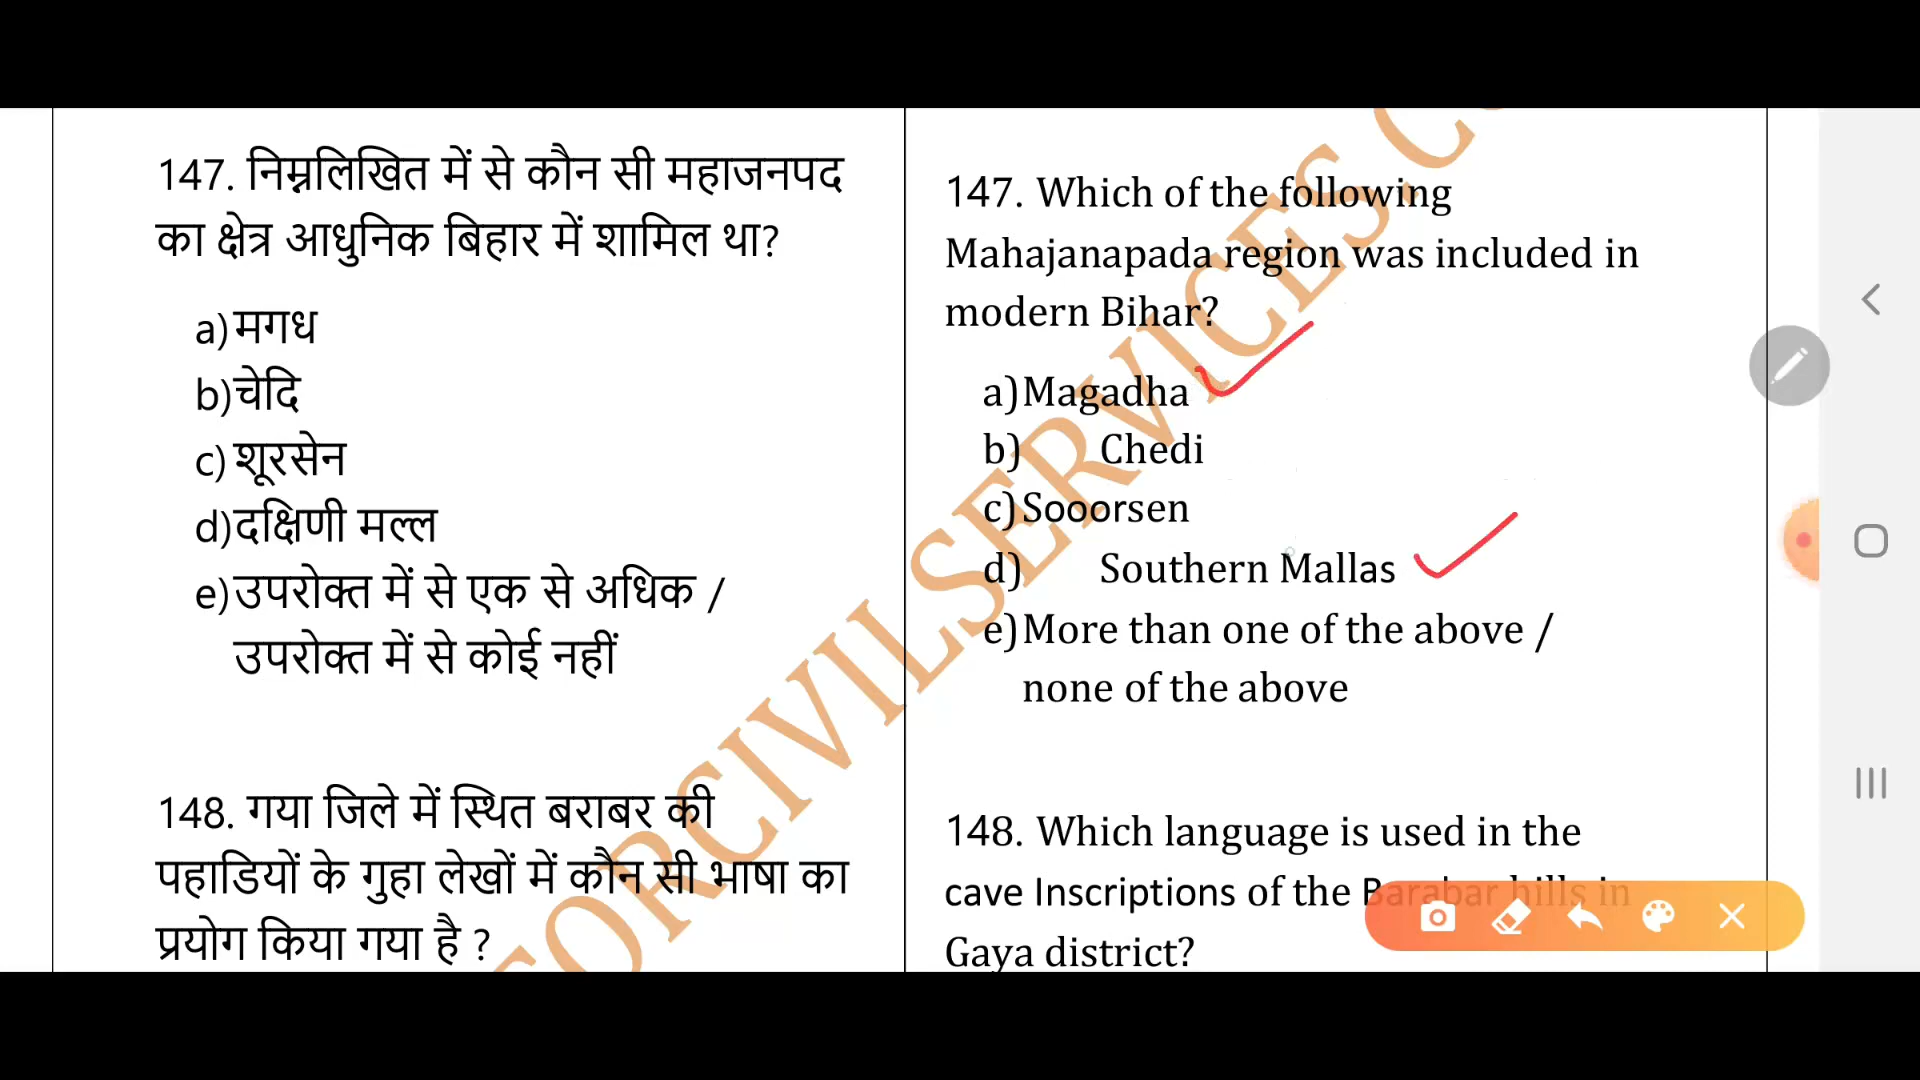 147. निम्नलिखित में से कौन सी महाजनपद
का क्षेत्र आधुनिक बिहार में शामिल था?
a) मगध
b) चेदि
c) शूरसेन
d) दक्षिणी मल्ल
e) उपरोक्त में से एक से अधिक /
उपरोक्त में से कोई नहीं
148. गया जिले में स्थित बराबर की
पहाडियों के गुहा लेखों में कौन सी भाषा का
प्रयोग किया गया है ?
147. Which of the following
Mahajanapada region was included in
modern Bihar?
a) Magadha
b) Chedi
c) Sooorsen
d) Southern Mallas
e) More than one of the above /
none of the above
148. Which language is used in the
cave Inscriptions of the Barabar hills in
Gaya district?
FORCIVILSERVICES.C